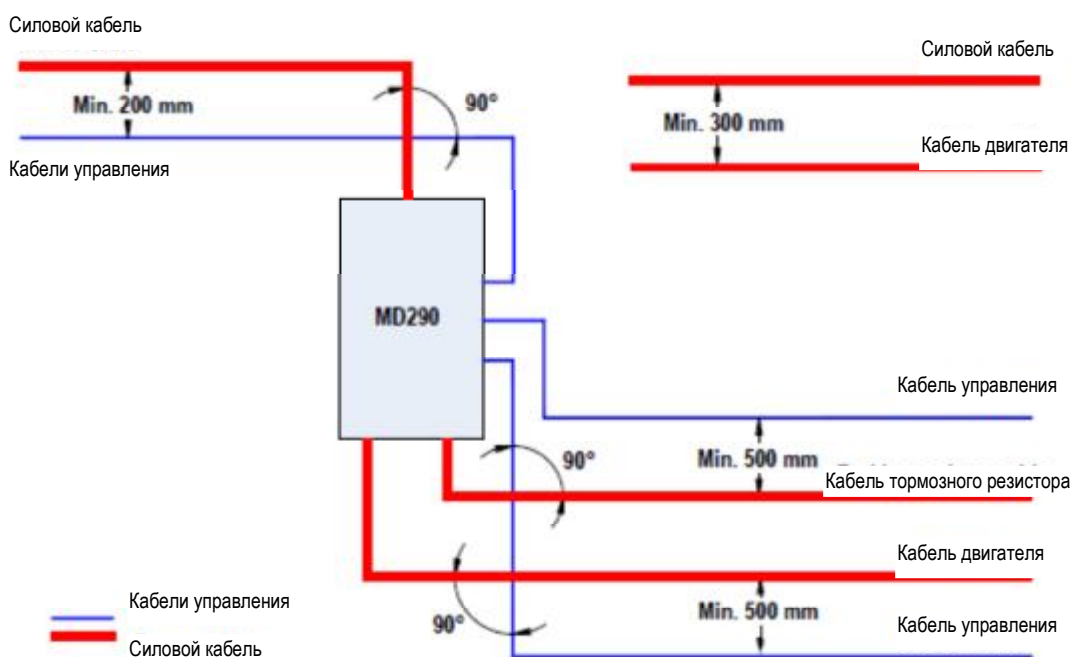 Силовой кабель
Силовой кабель
Min. 200 mm
90°
Min. 300 mm
Кабели управления
Кабель двигателя
MD290
Кабель управления
90°
Min. 500 mm
Кабель тормозного резистора
Кабель двигателя
Кабели управления
90°
Min. 500 mm
Кабель управления
Силовой кабель